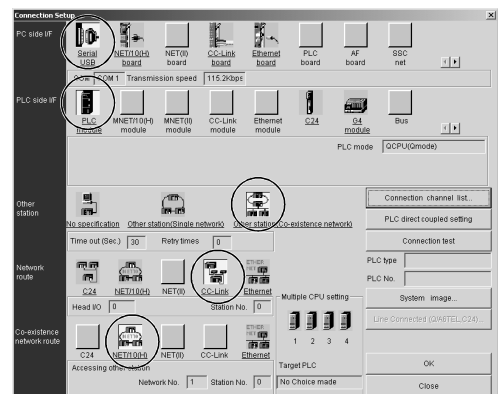 Connection Setup
PC side I/F
Serial USB
NET/10(H) board
NET(II) board
CC-Link board
Ethernet board
PLC board
AF board
SSC net
COM 1 Transmission speed 115.2Kbps
PLC side I/F
PLC module
MNET/10(H) module
MNET(II) module
CC-Link module
Ethernet module
C24
G4 module
Bus
PLC mode QCPU(Qmode)
Other station
No specification
Other station(Single network)
Other station(Co-existence network)
Time out (Sec.) 30 Retry times 0
Connection channel list...
PLC direct coupled setting
Connection test
PLC type
PLC No.
System image...
Line Connected (Q/A6TEL,C24)...
OK
Close
Network route
C24
NET/10(H)
NET(II)
CC-Link
Ethernet
Head I/O 0 Station No. 0
Multiple CPU setting
1 2 3 4
Target PLC
No Choice made
Co-existence network route
C24
NET/10(H)
NET(II)
CC-Link
Ethernet
Accessing other station
Network No. 1 Station No. 0